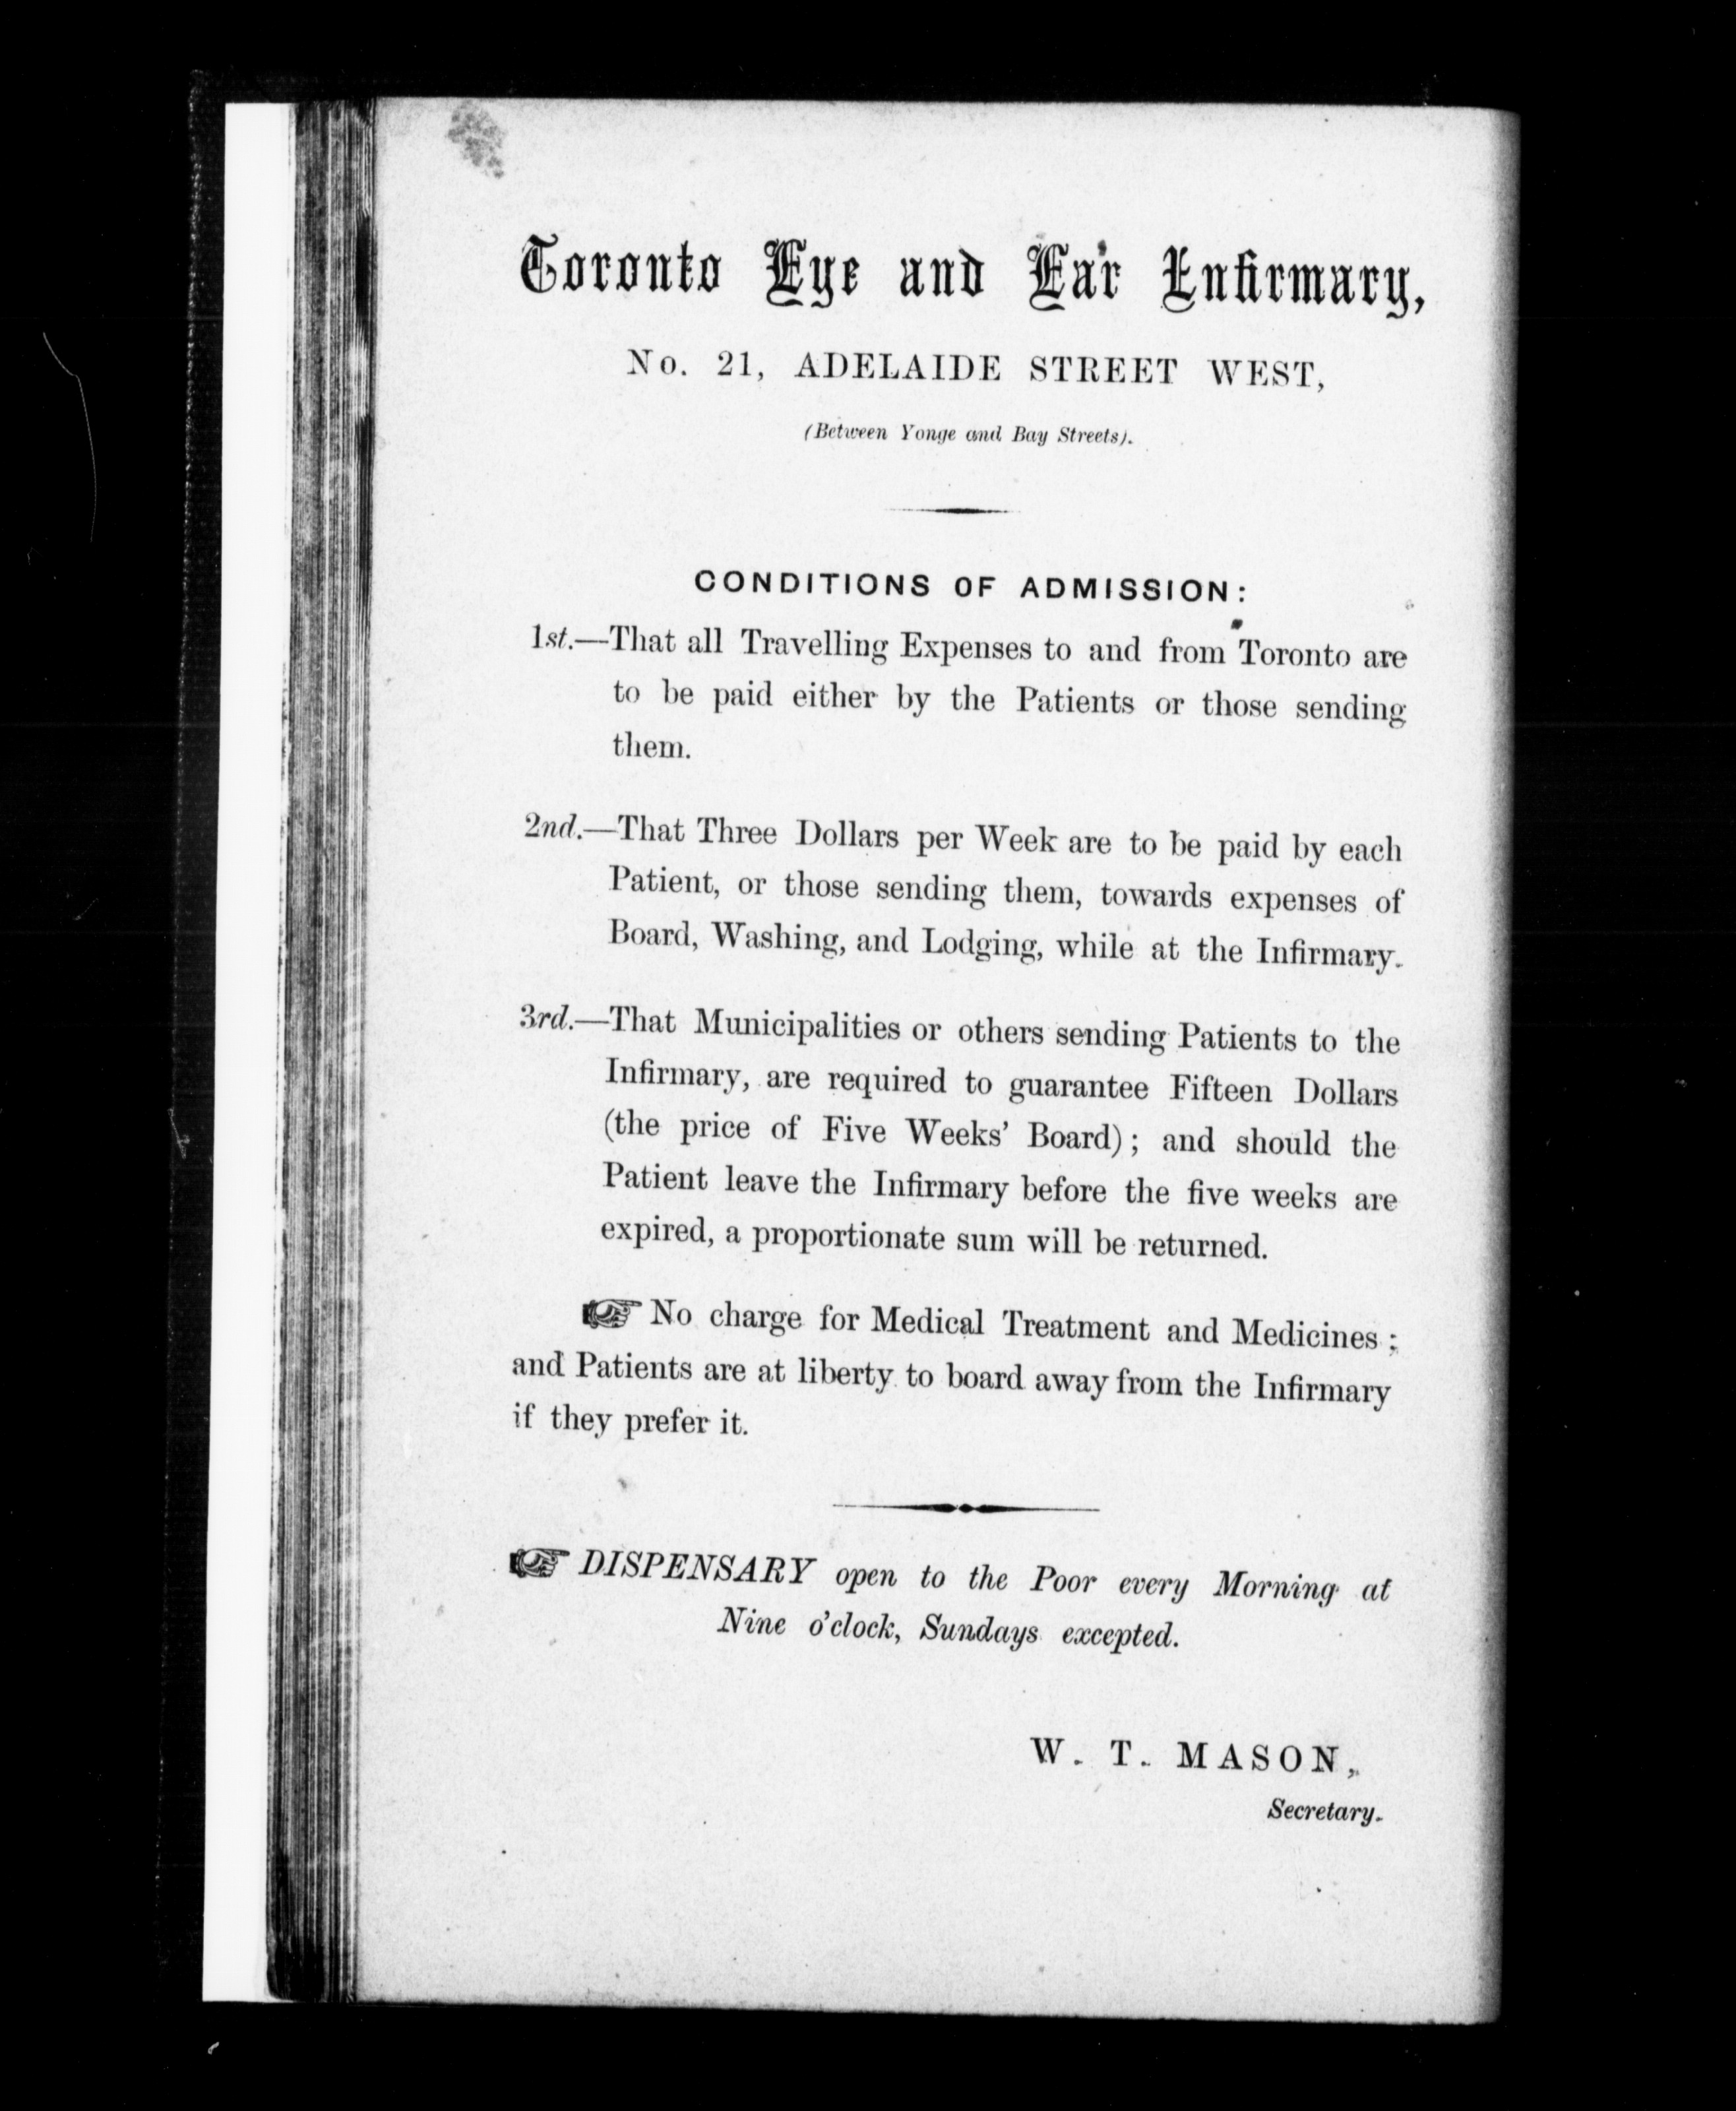 Toronto Eye and Ear Infirmary,
No. 21, ADELAIDE STREET WEST,
(Between Yonge and Bay Streets).
CONDITIONS OF ADMISSION:
1st.—That all Travelling Expenses to and from Toronto are
to be paid either by the Patients or those sending
them.
2nd.—That Three Dollars per Week are to be paid by each
Patient, or those sending them, towards expenses of
Board, Washing, and Lodging, while at the Infirmary.
3rd.—That Municipalities or others sending Patients to the
Infirmary, are required to guarantee Fifteen Dollars
(the price of Five Weeks' Board); and should the
Patient leave the Infirmary before the five weeks are
expired, a proportionate sum will be returned.
☞ No charge for Medical Treatment and Medicines;
and Patients are at liberty to board away from the Infirmary
if they prefer it.
☞ DISPENSARY open to the Poor every Morning at
Nine o'clock, Sundays excepted.
W. T. MASON,
Secretary.